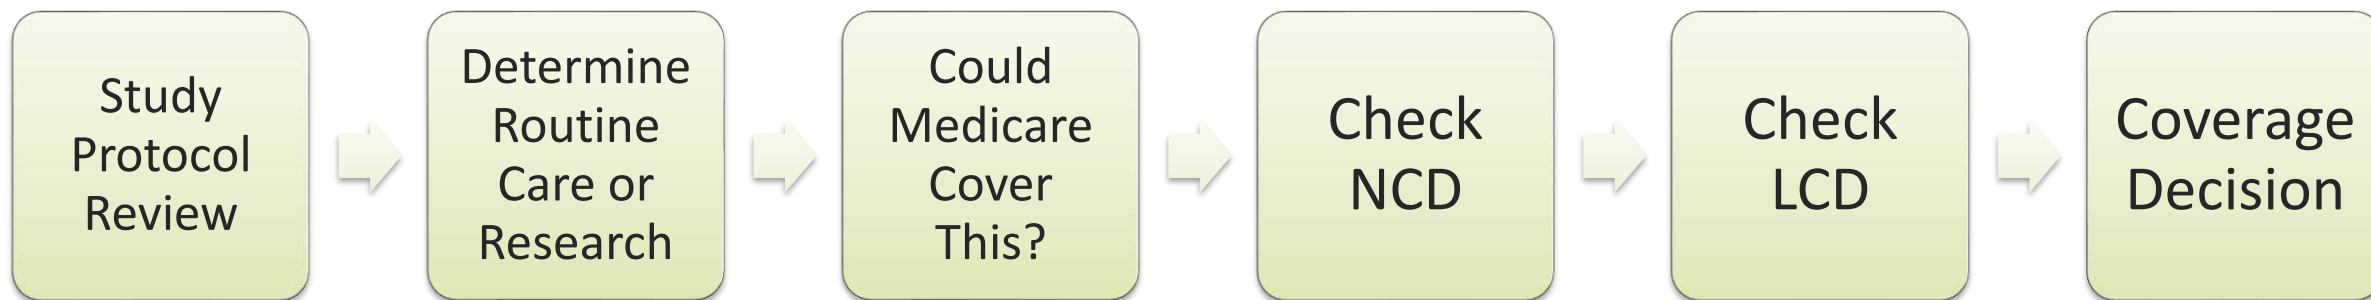 Study
Protocol
Review
Determine
Routine
Care or
Research
Could
Medicare
Cover
This?
Check
NCD
Check
LCD
Coverage
Decision